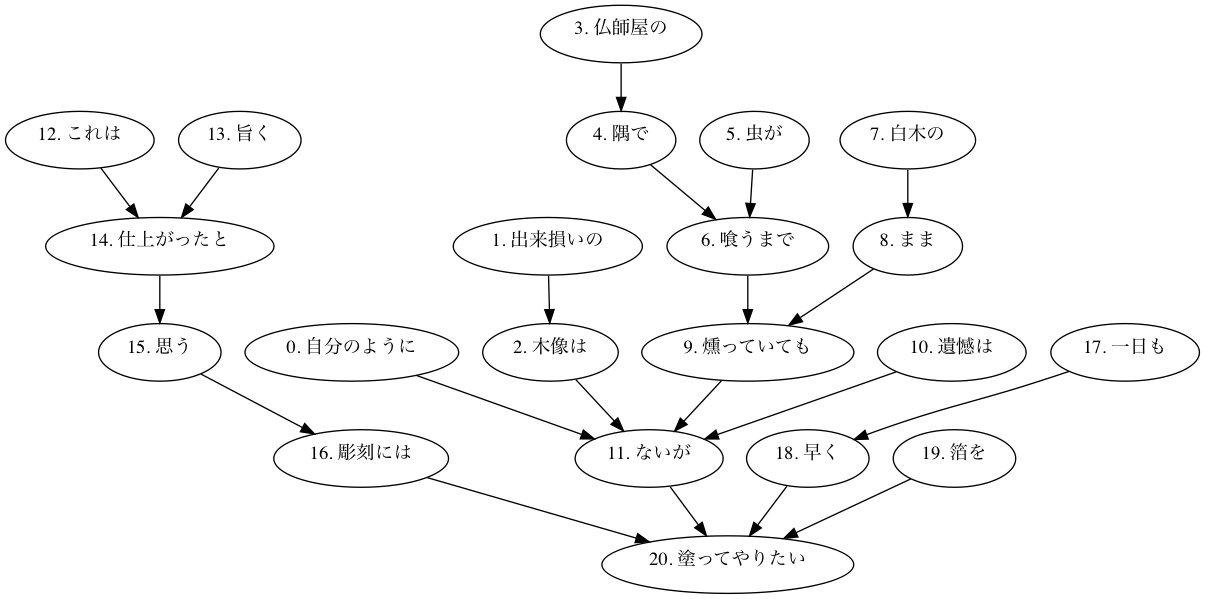 3. 仏師屋の
12. これは
13. 旨く
4. 隅で
5. 虫が
7. 白木の
14. 仕上がったと
1. 出来損いの
6. 喰うまで
8. まま
15. 思う
0. 自分のように
2. 木像は
9. 燻っていても
10. 遺憾は
17. 一日も
16. 彫刻には
11. ないが
18. 早く
19. 箔を
20. 塗ってやりたい